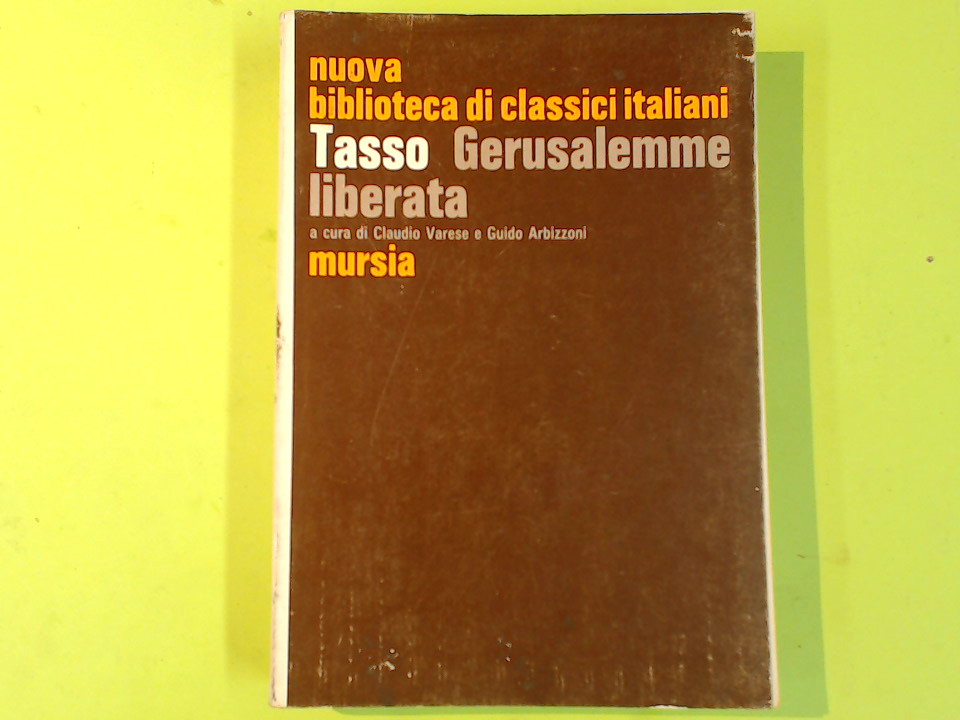 nuova
biblioteca di classici italiani
Tasso Gerusalemme
liberata
a cura di Claudio Varese e Guido Arbizzoni
mursia